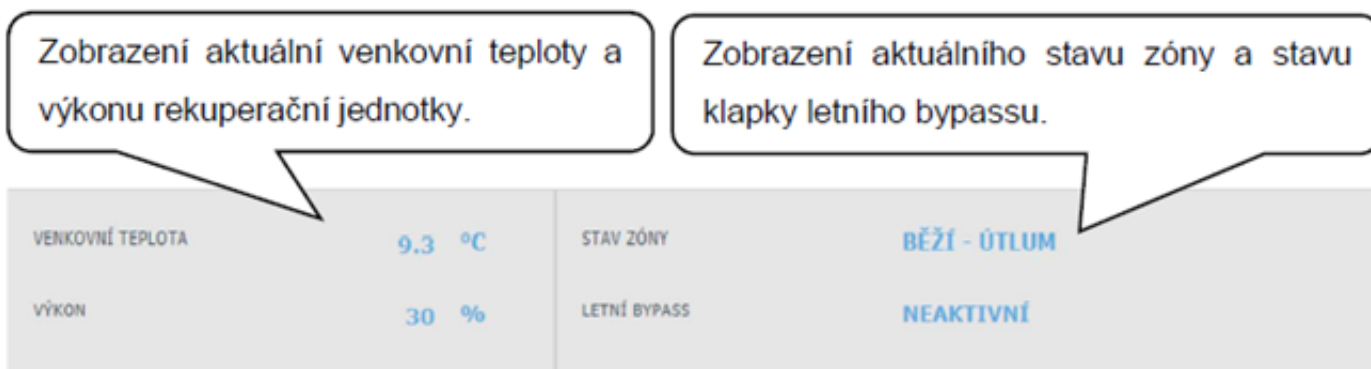 Zobrazení aktuální venkovní teploty a
výkonu rekuperační jednotky.
Zobrazení aktuálního stavu zóny a stavu
klapky letního bypassu.
VENKOVNÍ TEPLOTA 9.3 ºC
VÝKON 30 %
STAV ZÓNY BĚŽÍ - ÚTLUM
LETNÍ BYPASS NEAKTIVNÍ